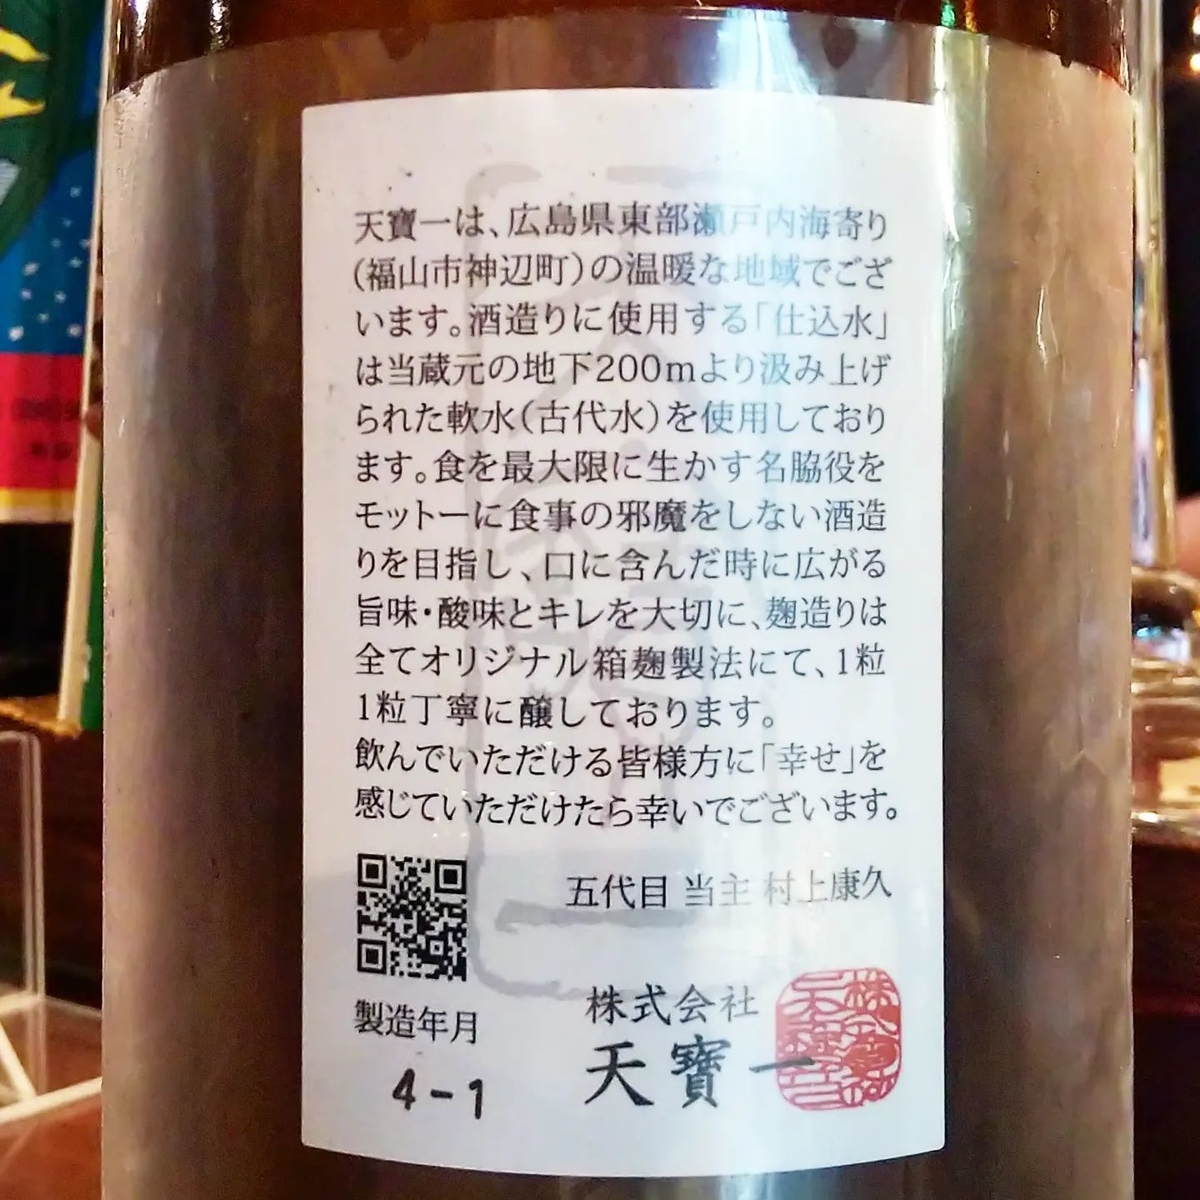 天寶一は、広島県東部瀬戸内海寄り
(福山市神辺町)の温暖な地域でござ
います。酒造りに使用する「仕込水」
は当蔵元の地下200mより汲み上げ
られた軟水(古代水)を使用しており
ます。食を最大限に生かす名脇役を
モットーに食事の邪魔をしない酒造
りを目指し、口に含んだ時に広がる
旨味・酸味とキレを大切に、麹造りは
全てオリジナル箱麹製法にて、1粒
1粒丁寧に醸しております。
飲んでいただける皆様方に「幸せ」を
感じていただけたら幸いでございます。
五代目 当主 村上康久
製造年月
4-1
株式会社
天寶一